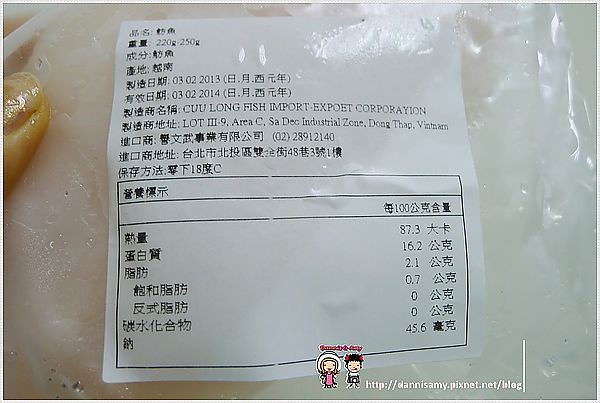 品名: 魴魚
重量: 220g-250g
成分: 魴魚
產地: 越南
製造日期: 03 02 2013 (日.月.西元年)
有效日期: 03 02 2014 (日.月.西元年)
製造商名稱: CUU LONG FISH IMPORT-EXPOET CORPORAYION
製造商地址: LOT III-9, Area C, Sa Dec Industrial Zone, Dong Thap, Vintnam
進口商: 譽文武事業有限公司 (02) 28912140
進口商地址: 台北市北投區雙全街48巷3號1樓
保存方法:零下18度C
營養標示
每100公克含量
熱量 87.3 大卡
蛋白質 16.2 公克
脂肪 2.1 公克
飽和脂肪 0.7 公克
反式脂肪 0 公克
碳水化合物 0 公克
鈉 45.6 毫克
Dannis & Amy
http://dannisamy.pixnet.net/blog